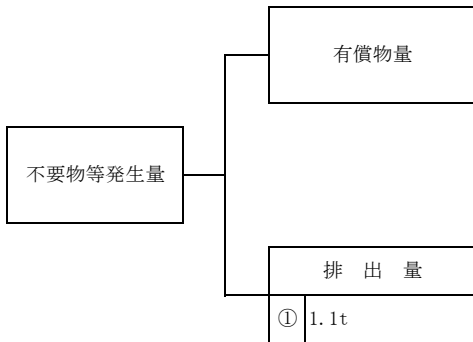 有償物量
不要物等発生量
排 出 量
① 1.1t